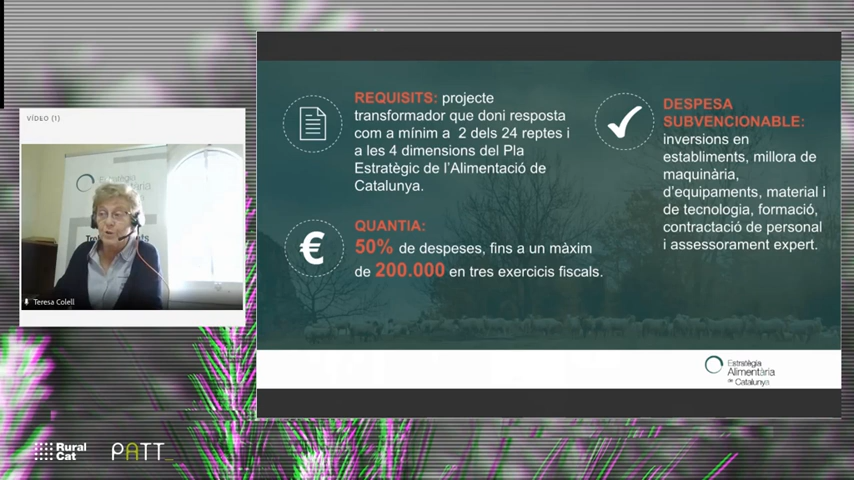 VÍDEO (1)
Teresa Colell
REQUISITS: projecte
transformador que doni resposta
com a mínim a 2 dels 24 reptes i
a les 4 dimensions del Pla
Estratègic de l'Alimentació de
Catalunya.
QUANTIA:
€
50% de despeses, fins a un màxim
de 200.000 en tres exercicis fiscals.
DESPESA
SUBVENCIONABLE:
inversions en
establiments, millora de
maquinària,
d'equipaments, material i
de tecnologia, formació,
contractació de personal
i assessorament expert.
Estratègia
Alimentària
de Catalunya
Rural
Cat
PATT_